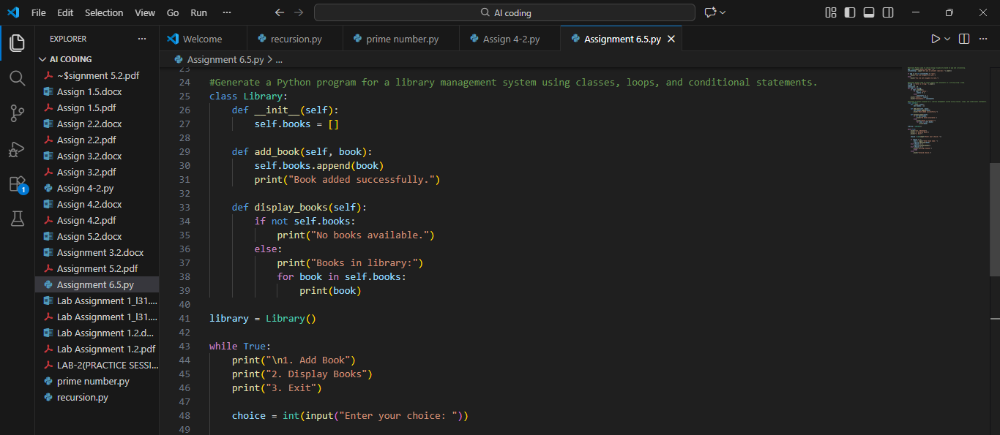 File Edit Selection View Go Run ··· AI coding
EXPLORER ···
AI CODING
~$signment 5.2.pdf
Assign 1.5.docx
Assign 1.5.pdf
Assign 2.2.docx
Assign 2.2.pdf
Assign 3.2.docx
Assign 3.2.pdf
Assign 4-2.py
Assign 4.2.docx
Assign 4.2.pdf
Assign 5.2.docx
Assignment 3.2.docx
Assignment 5.2.pdf
Assignment 6.5.py
Lab Assignment 1_l31....
Lab Assignment 1_l31....
Lab Assignment 1.2.d...
Lab Assignment 1.2.pdf
LAB-2(PRACTICE SESSI...
prime number.py
recursion.py
1
Welcome recursion.py prime number.py Assign 4-2.py Assignment 6.5.py
Assignment 6.5.py > ...
23
24 #Generate a Python program for a library management system using classes, loops, and conditional statements.
25 class Library:
26     def __init__(self):
27         self.books = []
28
29     def add_book(self, book):
30         self.books.append(book)
31         print("Book added successfully.")
32
33     def display_books(self):
34         if not self.books:
35             print("No books available.")
36         else:
37             print("Books in library:")
38             for book in self.books:
39                 print(book)
40
41 library = Library()
42
43 while True:
44     print("\n1. Add Book")
45     print("2. Display Books")
46     print("3. Exit")
47
48     choice = int(input("Enter your choice: "))
49